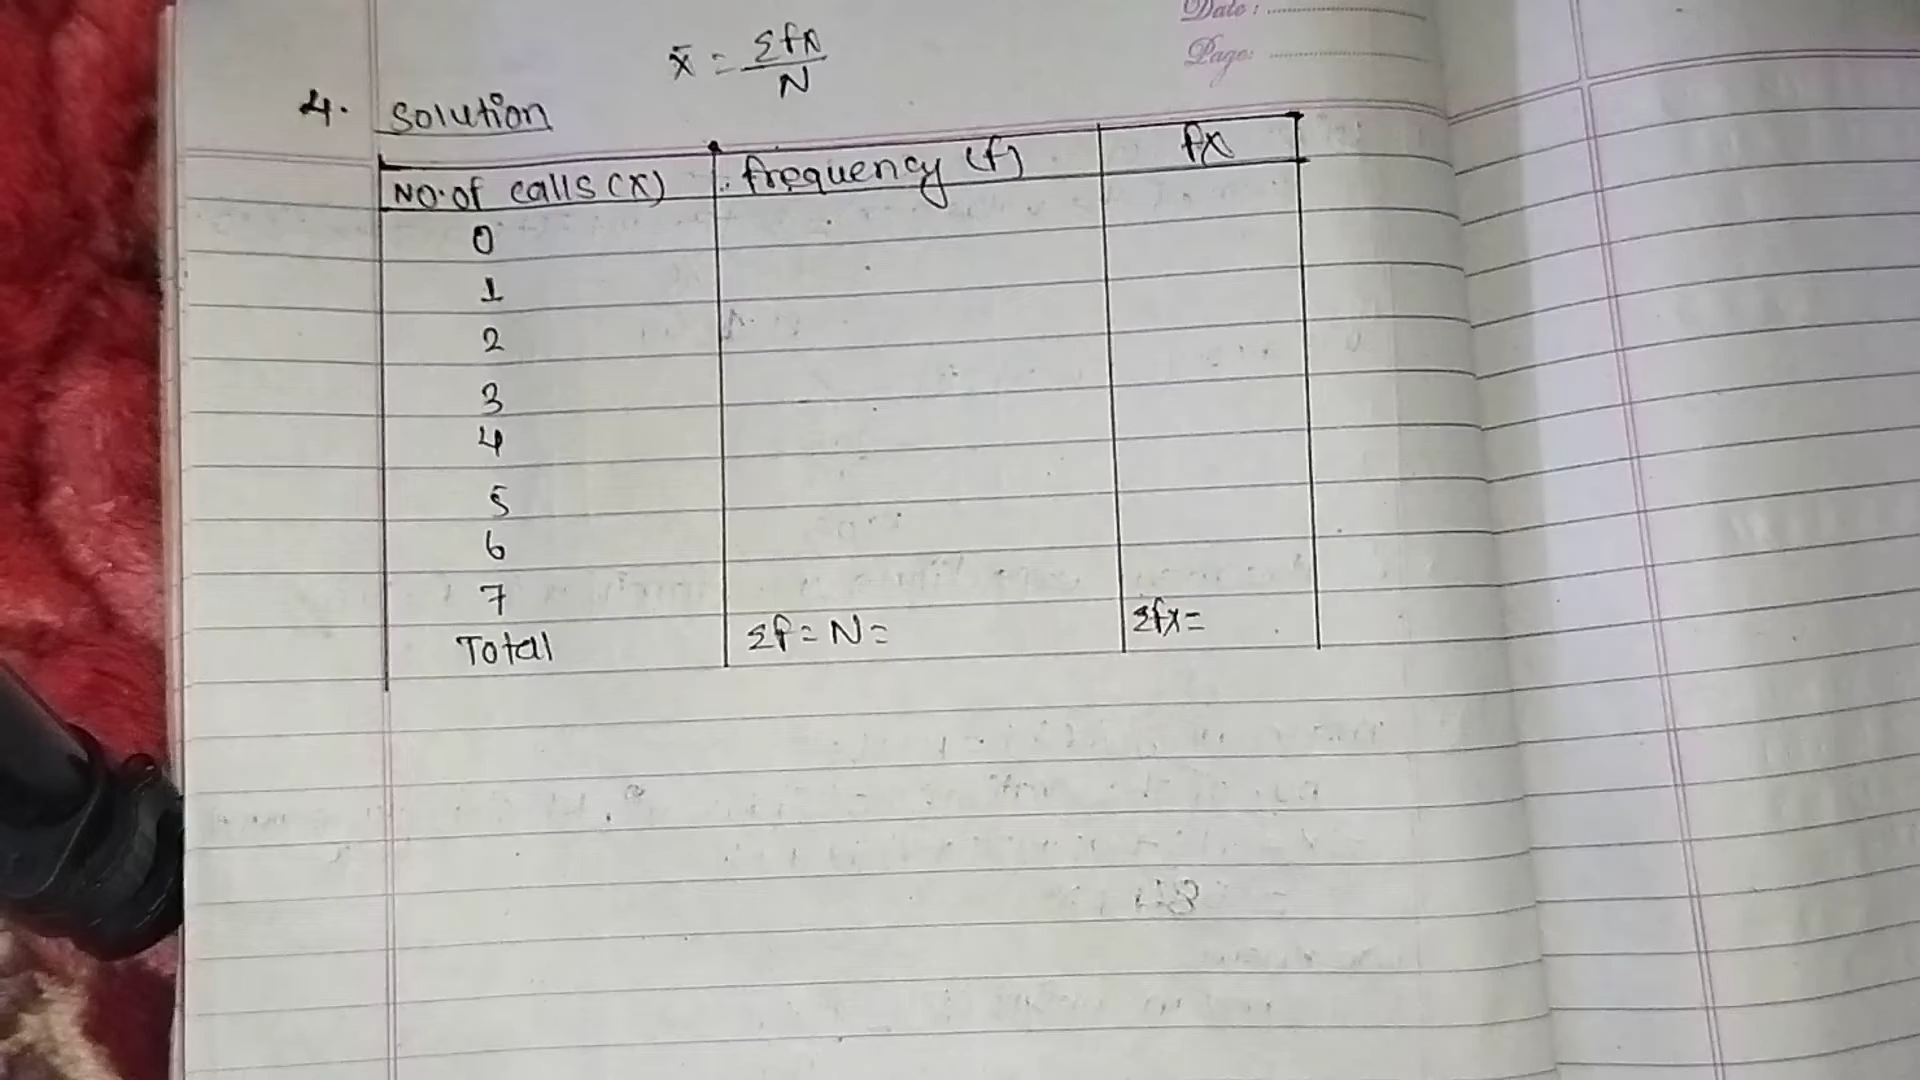 Date:
Page:
x̄ = Σfx
N
4. Solution
No. of calls (x) frequency (f) fx
0
1
2
3
4
5
6
7
Total Σf = N = Σfx =